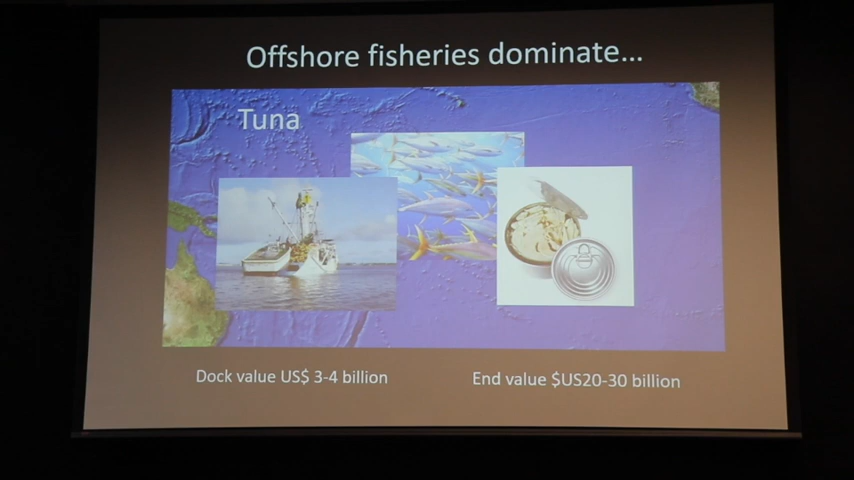 Offshore fisheries dominate...
Tuna
Dock value US$ 3-4 billion
End value $US20-30 billion